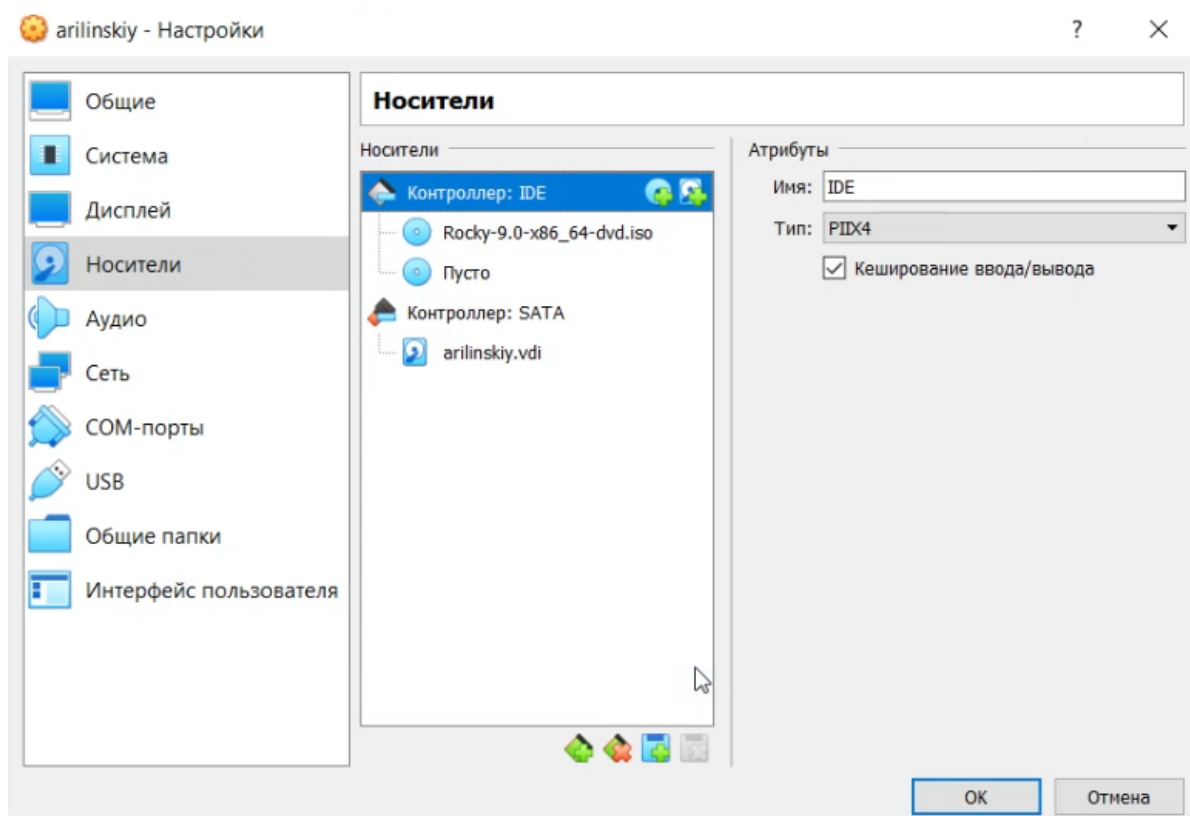 arilinskiy - Настройки
?
Общие
Система
Дисплей
Носители
Аудио
Сеть
COM-порты
USB
Общие папки
Интерфейс пользователя
Носители
Носители
Контроллер: IDE
Rocky-9.0-x86_64-dvd.iso
Пусто
Контроллер: SATA
arilinskiy.vdi
Атрибуты
Имя: IDE
Тип: PIIX4
Кеширование ввода/вывода
OK
Отмена